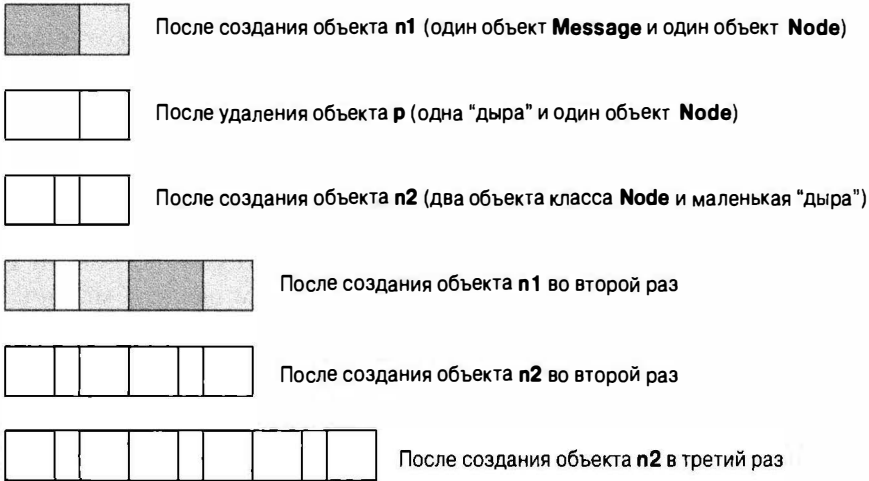 После создания объекта n1 (один объект Message и один объект Node)
После удаления объекта p (одна "дыра" и один объект Node)
После создания объекта n2 (два объекта класса Node и маленькая "дыра")
После создания объекта n1 во второй раз
После создания объекта n2 во второй раз
После создания объекта n2 в третий раз